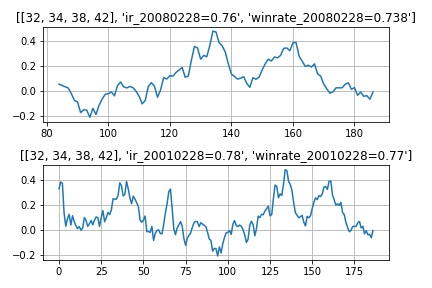 [[32, 34, 38, 42], 'ir_20080228=0.76', 'winrate_20080228=0.738']
0.4
0.2
0.0
−0.2
80 100 120 140 160 180
[[32, 34, 38, 42], 'ir_20010228=0.78', 'winrate_20010228=0.77']
0.4
0.2
0.0
−0.2
0 25 50 75 100 125 150 175